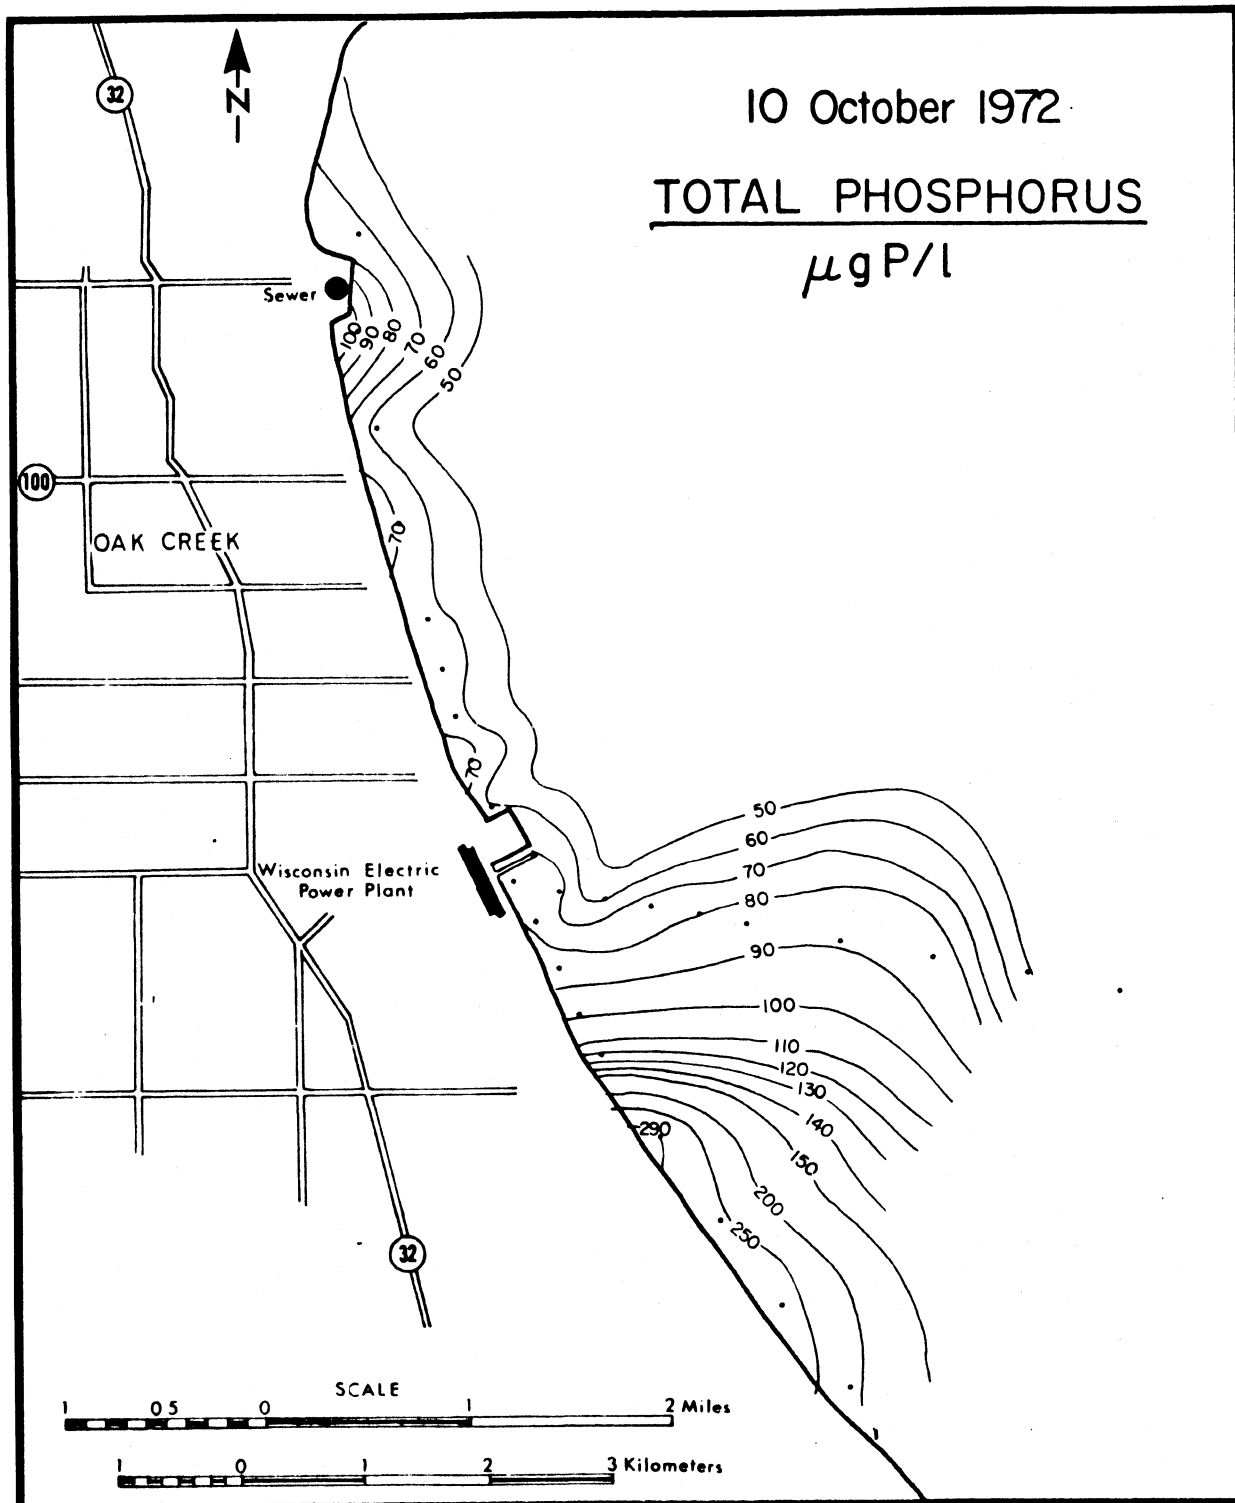 10 October 1972
TOTAL PHOSPHORUS
µgP/l
N
32
Sewer
100
90
80
70
60
50
100
70
OAK CREEK
70
50
60
70
80
90
100
110
120
130
140
150
200
250
290
Wisconsin Electric
Power Plant
32
SCALE
1 0 5 0 1 2 Miles
1 0 1 2 3 Kilometers